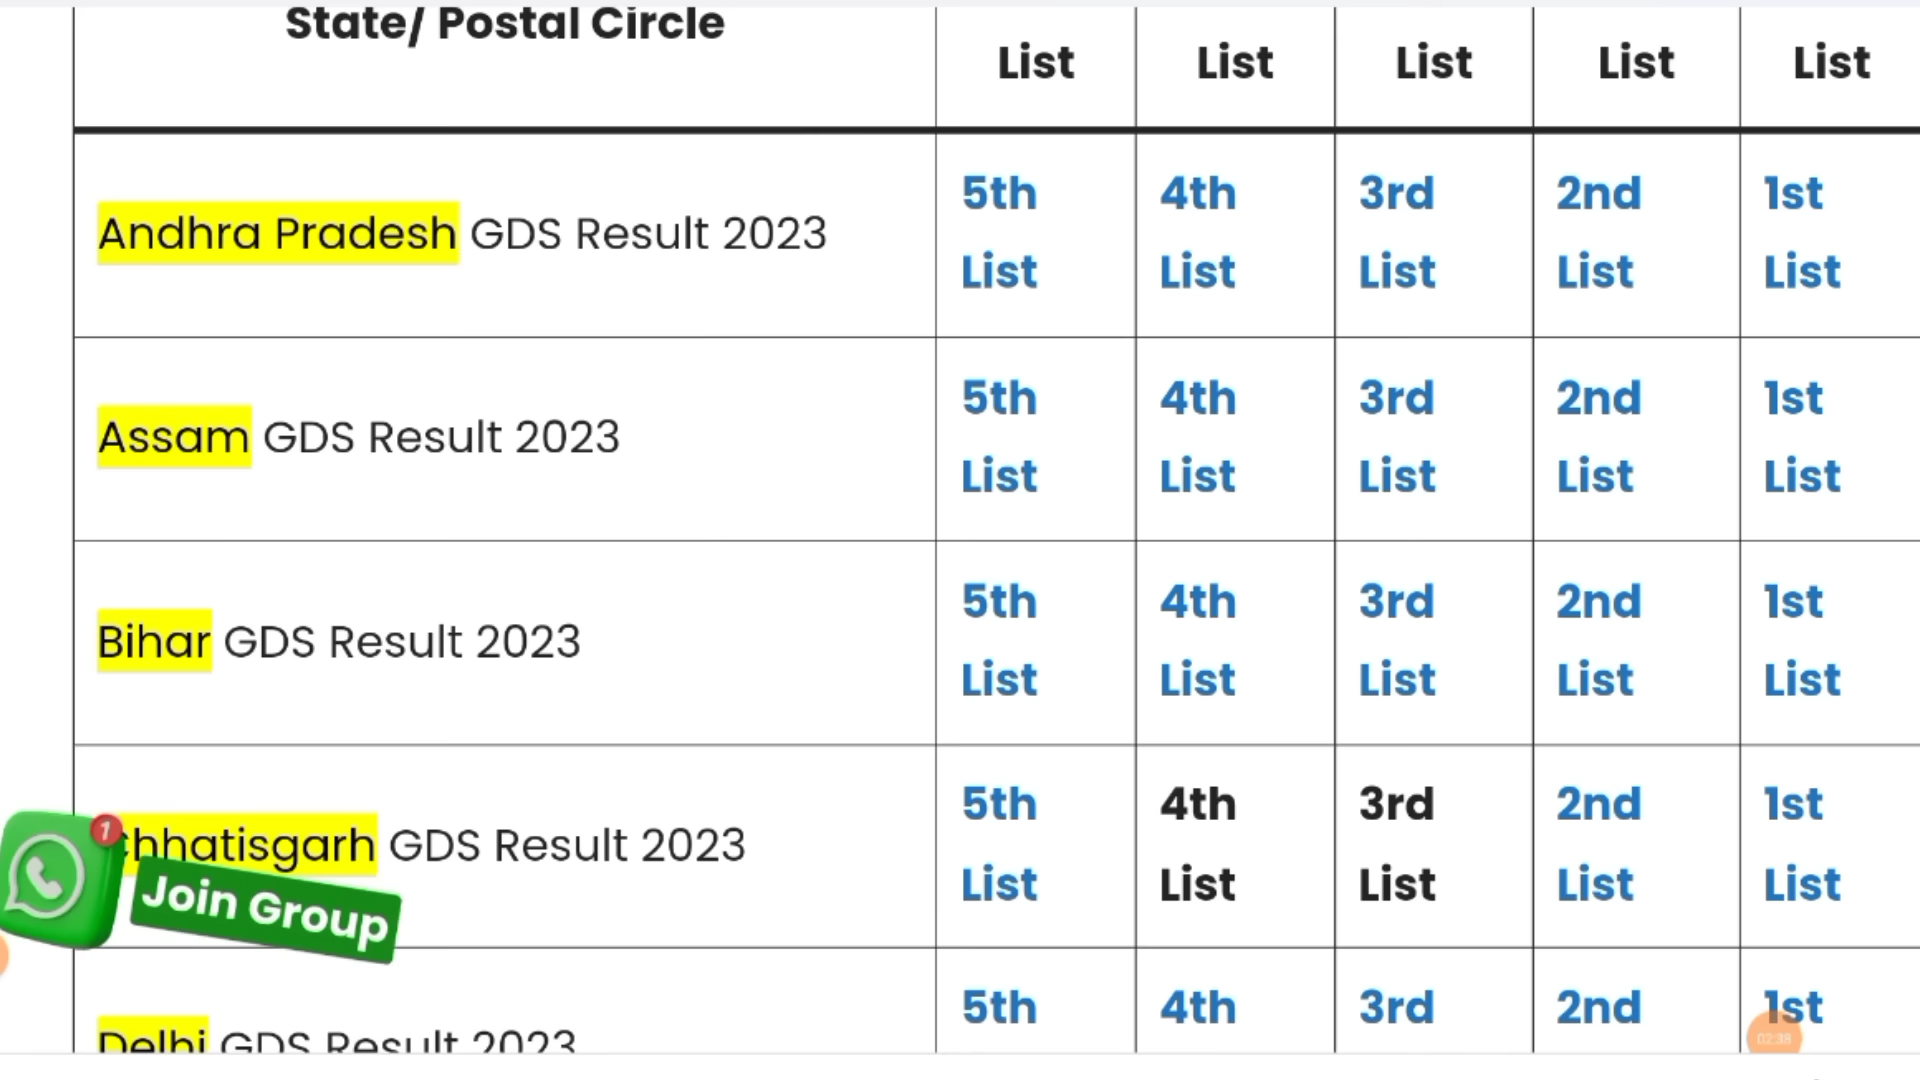 State/ Postal Circle
List List List List List
Andhra Pradesh GDS Result 2023
5th List
4th List
3rd List
2nd List
1st List
Assam GDS Result 2023
5th List
4th List
3rd List
2nd List
1st List
Bihar GDS Result 2023
5th List
4th List
3rd List
2nd List
1st List
Chhatisgarh GDS Result 2023
5th List
4th List
3rd List
2nd List
1st List
1
Join Group
Delhi GDS Result 2023
5th
4th
3rd
2nd
1st
02:38